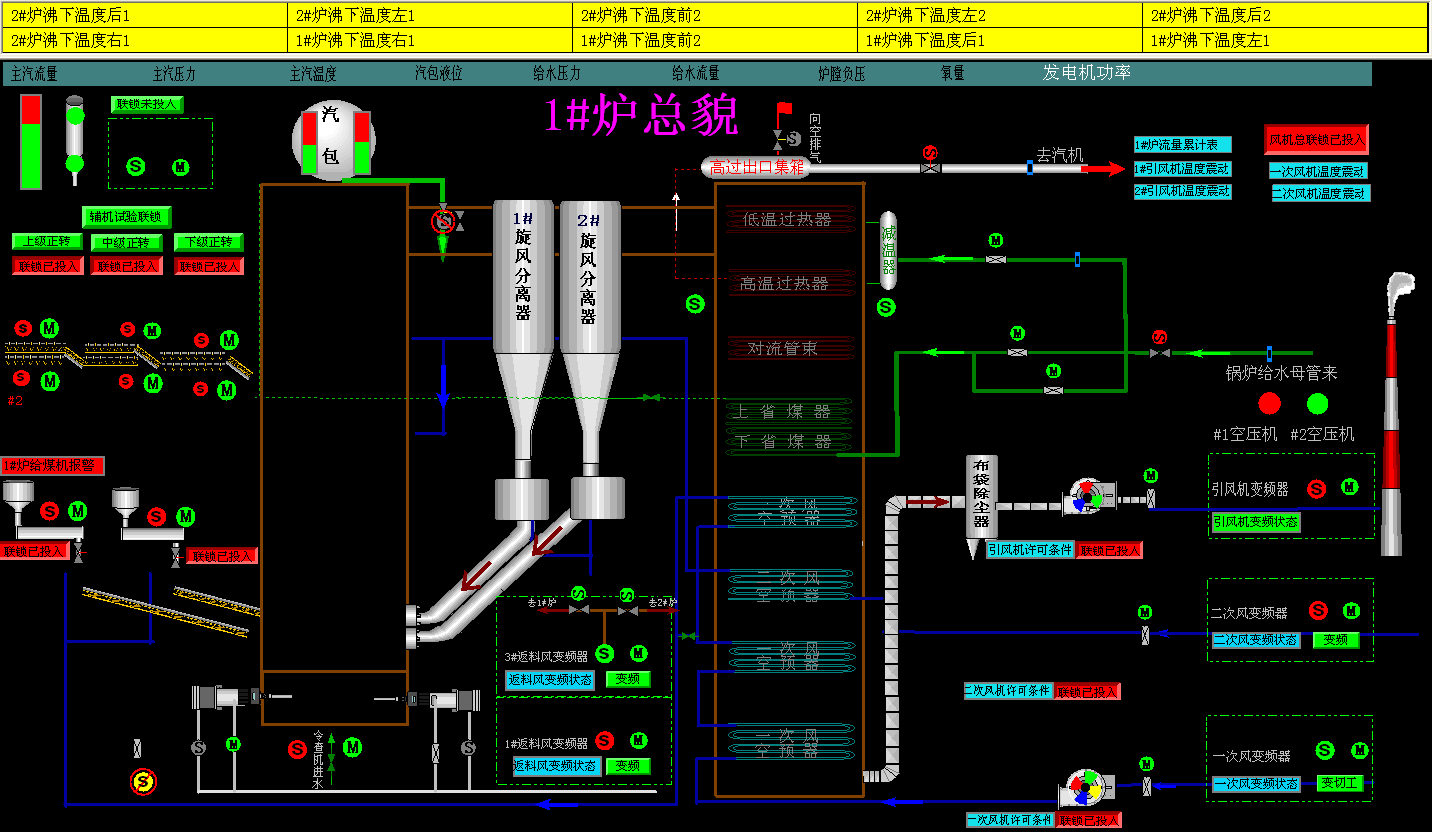 2#炉沸下温度后1 2#炉沸下温度左1 2#炉沸下温度前2 2#炉沸下温度左2 2#炉沸下温度后2
2#炉沸下温度右1 1#炉沸下温度右1 1#炉沸下温度前2 1#炉沸下温度后1 1#炉沸下温度左1
主汽流量 主汽压力 主汽温度 汽包液位 给水压力 给水流量 炉膛负压 氧量 发电机功率
1#炉总貌
联锁未投入
汽包
向空排气
高过出口集箱
去汽机
1#炉流量累计表
1#引风机温度震动
2#引风机温度震动
风机总联锁已投入
一次风机温度震动
二次风机温度震动
S M
辅机试验联锁
上级正转 中级正转 下级正转
联锁已投入 联锁已投入 联锁已投入
S
1#旋风分离器
2#旋风分离器
低温过热器
减温器
高温过热器
对流管束
上省煤器
下省煤器
M
S
S
M
S
M
锅炉给水母管来
#1空压机 #2空压机
S M S M S M
S M S M S M
#2
1#炉给煤机报警
S M S M
联锁已投入
联锁已投入
布袋除尘器
M
引风机变频器 S M
引风机变频状态
引风机许可条件 联锁已投入
一次风
空预器
二次风
空预器
一次风
空预器
一次风
空预器
S S
去1#炉 去2#炉
3#返料风变频器 S M
返料风变频状态 变频
1#返料风变频器 S M
返料风变频状态 变频
M
二次风变频器 S M
二次风变频状态 变频
二次风机许可条件 联锁已投入
S M
S
冷渣机进水
M
S
S
M
一次风变频器 S M
一次风变频状态 变切工
一次风机许可条件 联锁已投入